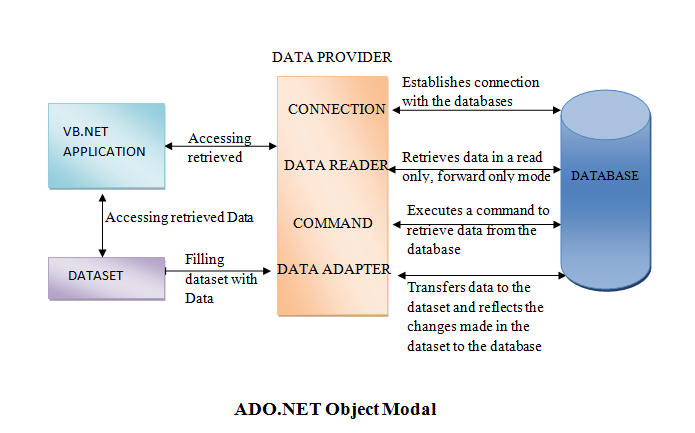 DATA PROVIDER
CONNECTION
DATA READER
COMMAND
DATA ADAPTER
VB.NET
APPLICATION
Accessing
retrieved
Accessing retrieved Data
DATASET
Filling
dataset with
Data
Establishes connection
with the databases
Retrieves data in a read
only, forward only mode
Executes a command to
retrieve data from the
database
Transfers data to the
dataset and reflects the
changes made in the
dataset to the database
DATABASE
ADO.NET Object Modal